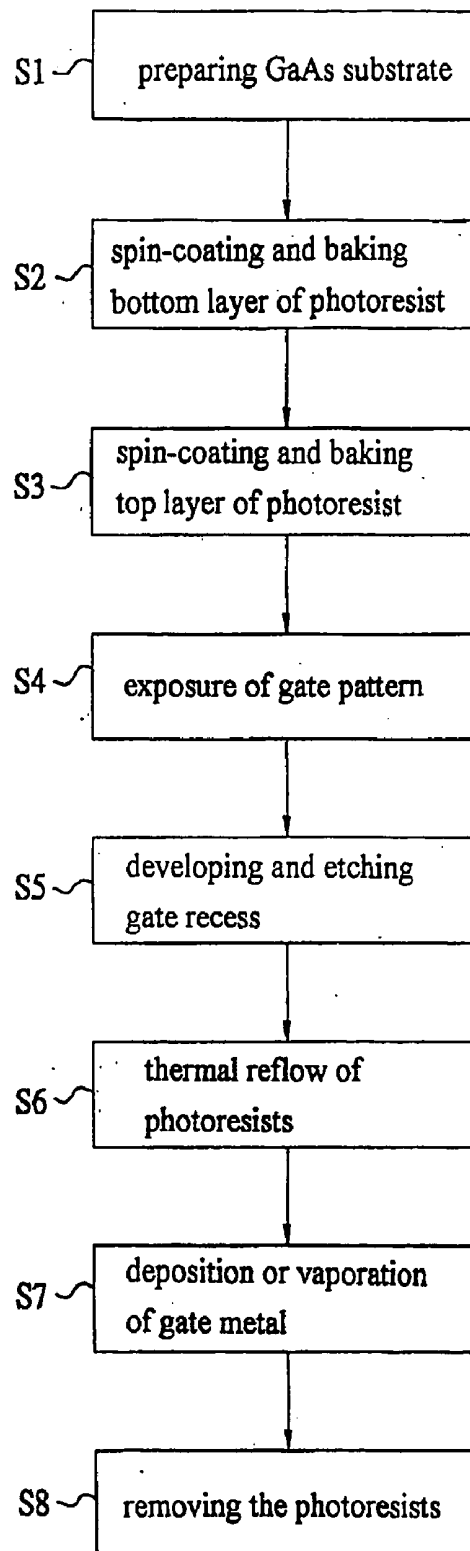 S1
preparing GaAs substrate
S2
spin-coating and baking
bottom layer of photoresist
S3
spin-coating and baking
top layer of photoresist
S4
exposure of gate pattern
S5
developing and etching
gate recess
S6
thermal reflow of
photoresists
S7
deposition or vaporation
of gate metal
S8
removing the photoresists